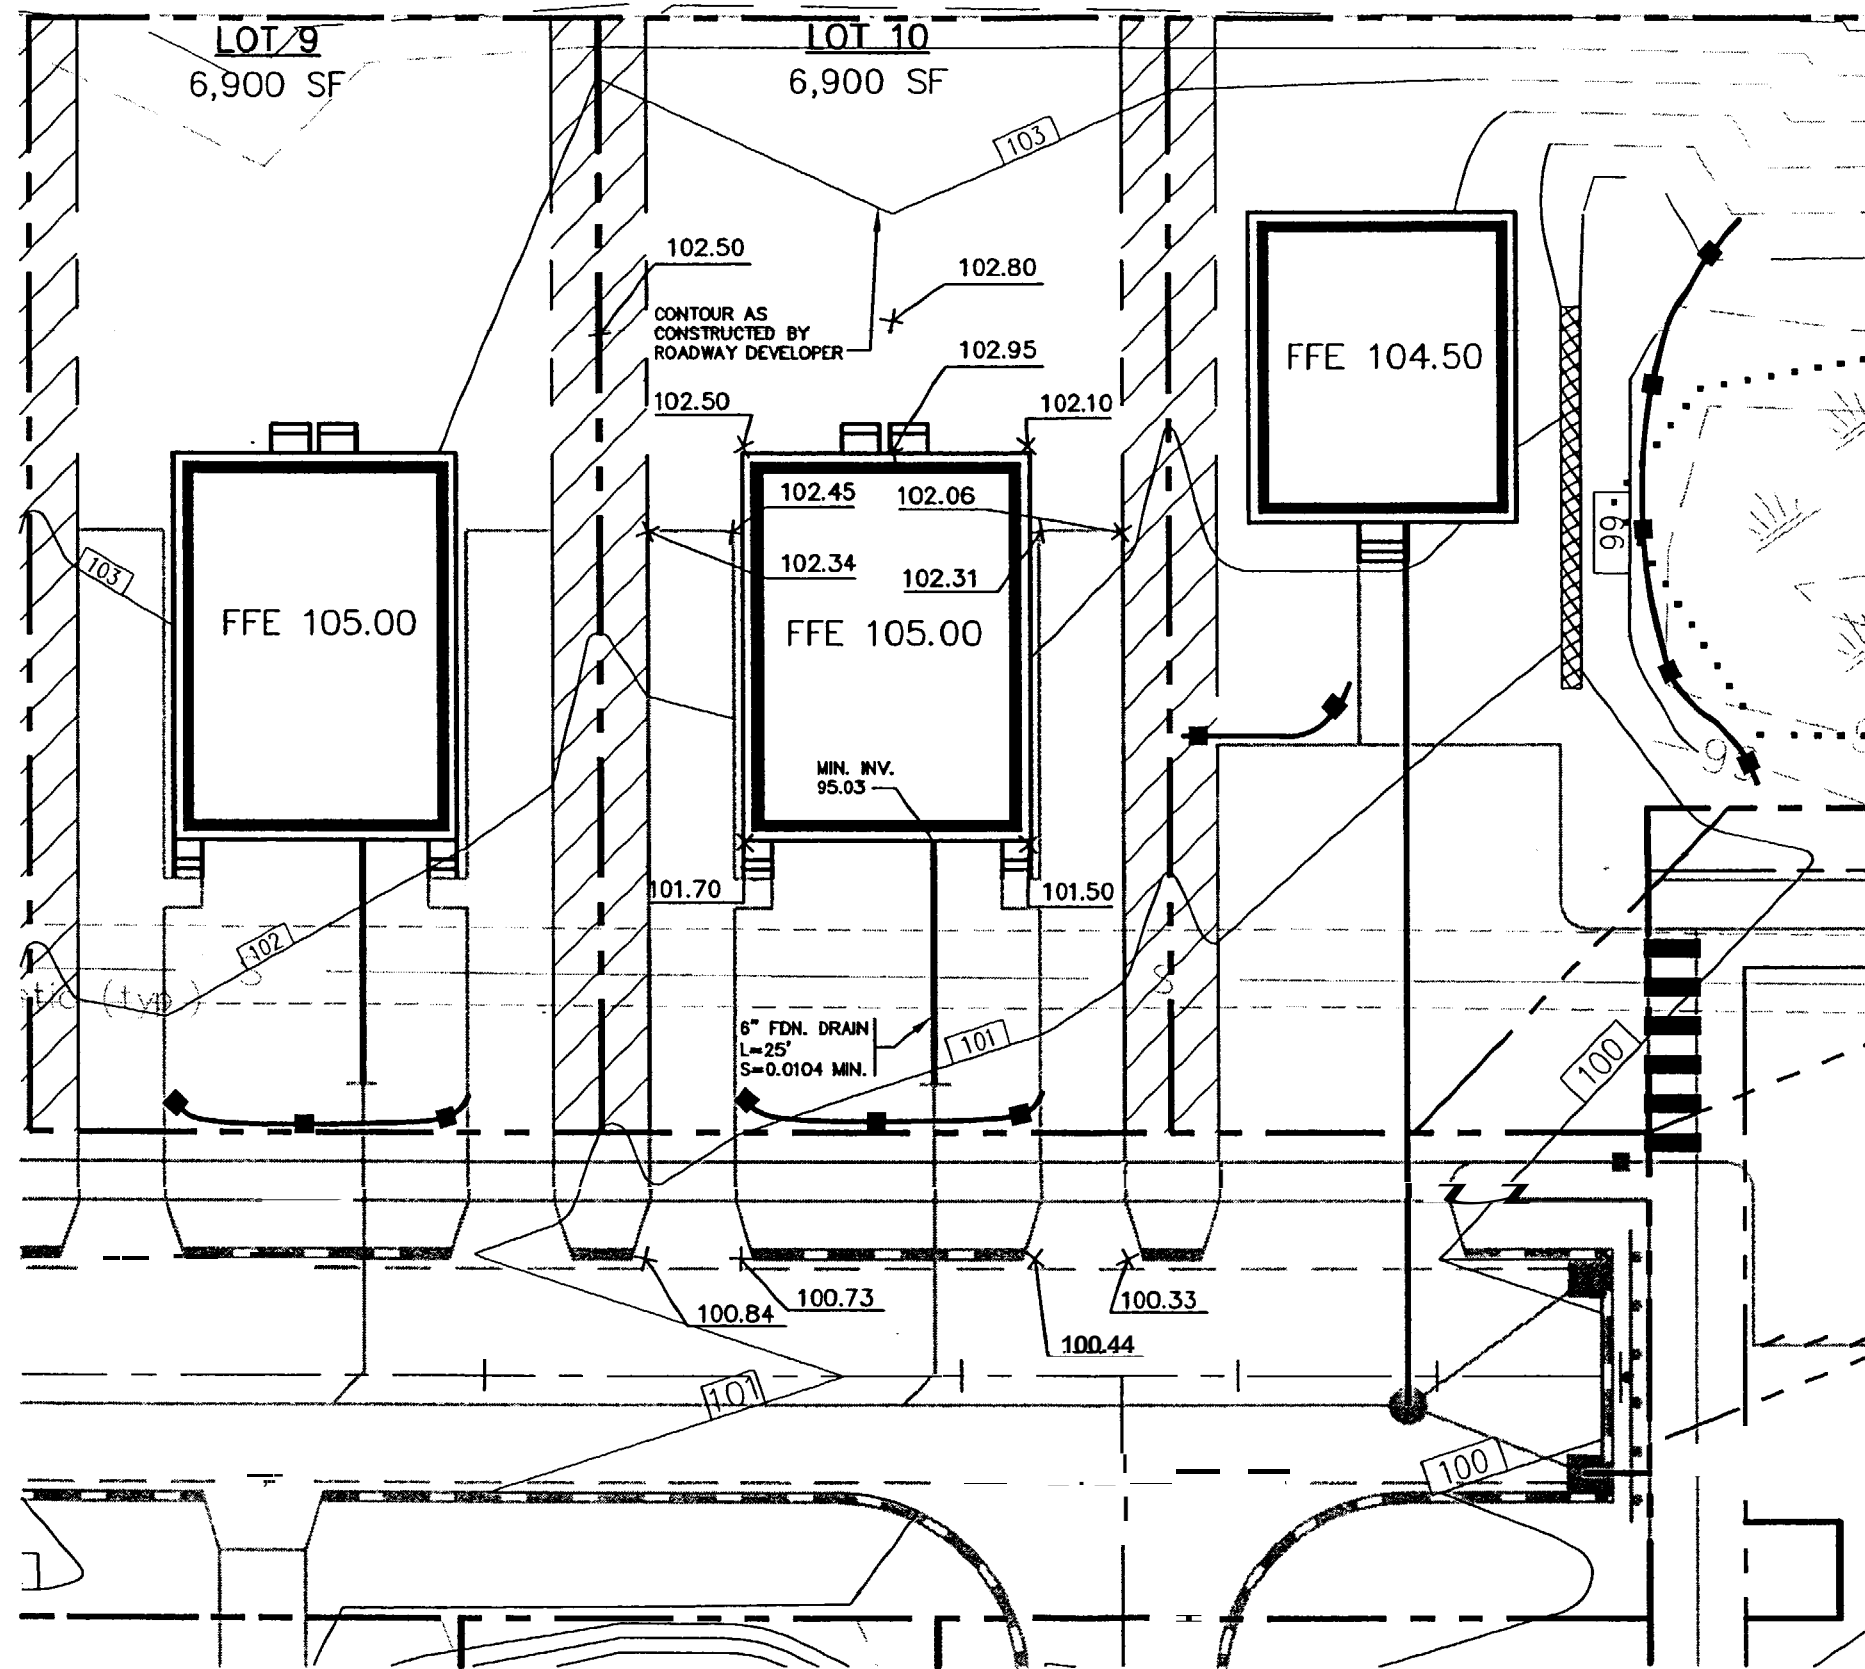 LOT 9
6,900 SF
LOT 10
6,900 SF
103
102.50
102.80
CONTOUR AS
CONSTRUCTED BY
ROADWAY DEVELOPER
102.95
FFE 104.50
102.50
102.10
102.45
102.06
99
103
102.34
102.31
FFE 105.00
FFE 105.00
MIN. INV.
95.03
101.70
101.50
102
S
(typ.)
S
6" FDN. DRAIN
L=25'
S=0.0104 MIN.
101
100
100.84
100.73
100.33
100.44
101
100